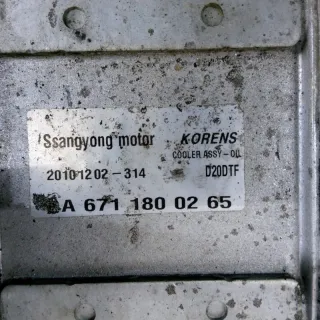 Ssangyong motor KORENS
COOLER ASSY-OIL
20101202-314 D20DTF
A 671 180 02 65